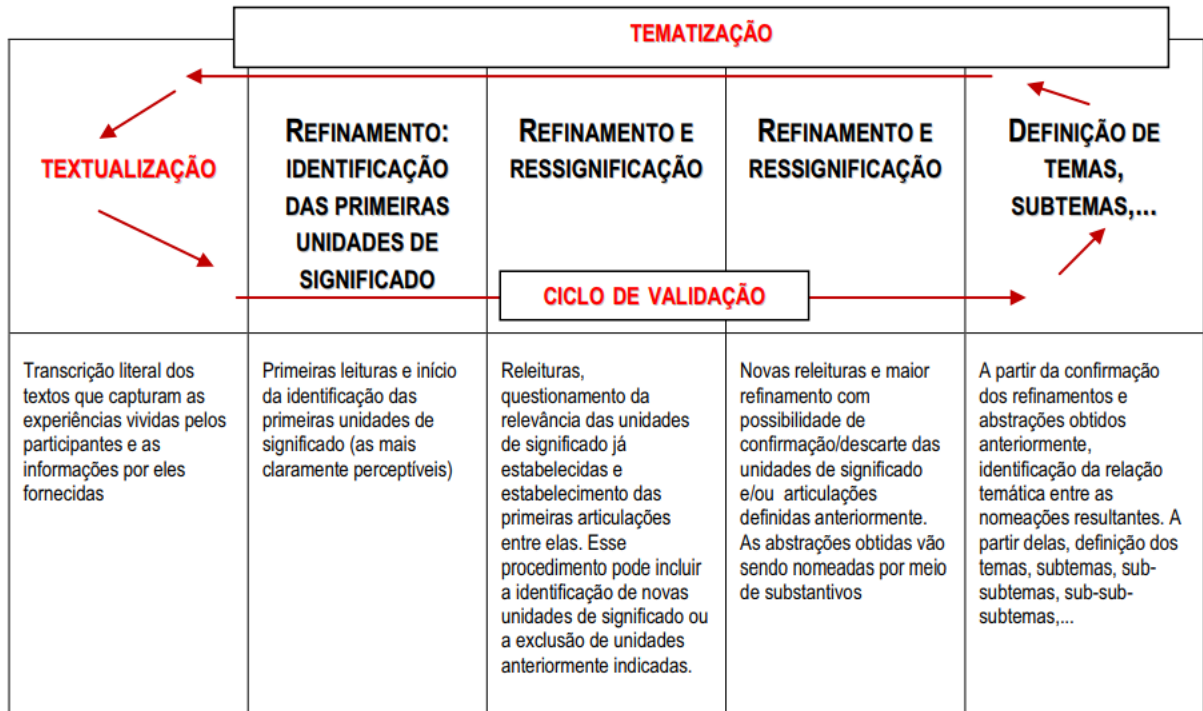 TEMATIZAÇÃO
TEXTUALIZAÇÃO
REFINAMENTO:
IDENTIFICAÇÃO
DAS PRIMEIRAS
UNIDADES DE
SIGNIFICADO
REFINAMENTO E
RESSIGNIFICAÇÃO
REFINAMENTO E
RESSIGNIFICAÇÃO
DEFINIÇÃO DE
TEMAS,
SUBTEMAS,...
CICLO DE VALIDAÇÃO
Transcrição literal dos
textos que capturam as
experiências vividas pelos
participantes e as
informações por eles
fornecidas
Primeiras leituras e início
da identificação das
primeiras unidades de
significado (as mais
claramente perceptíveis)
Releituras,
questionamento da
relevância das unidades
de significado já
estabelecidas e
estabelecimento das
primeiras articulações
entre elas. Esse
procedimento pode incluir
a identificação de novas
unidades de significado ou
a exclusão de unidades
anteriormente indicadas.
Novas releituras e maior
refinamento com
possibilidade de
confirmação/descarte das
unidades de significado
e/ou articulações
definidas anteriormente.
As abstrações obtidas vão
sendo nomeadas por meio
de substantivos
A partir da confirmação
dos refinamentos e
abstrações obtidos
anteriormente,
identificação da relação
temática entre as
nomeações resultantes. A
partir delas, definição dos
temas, subtemas, sub-
subtemas, sub-sub-
subtemas,...